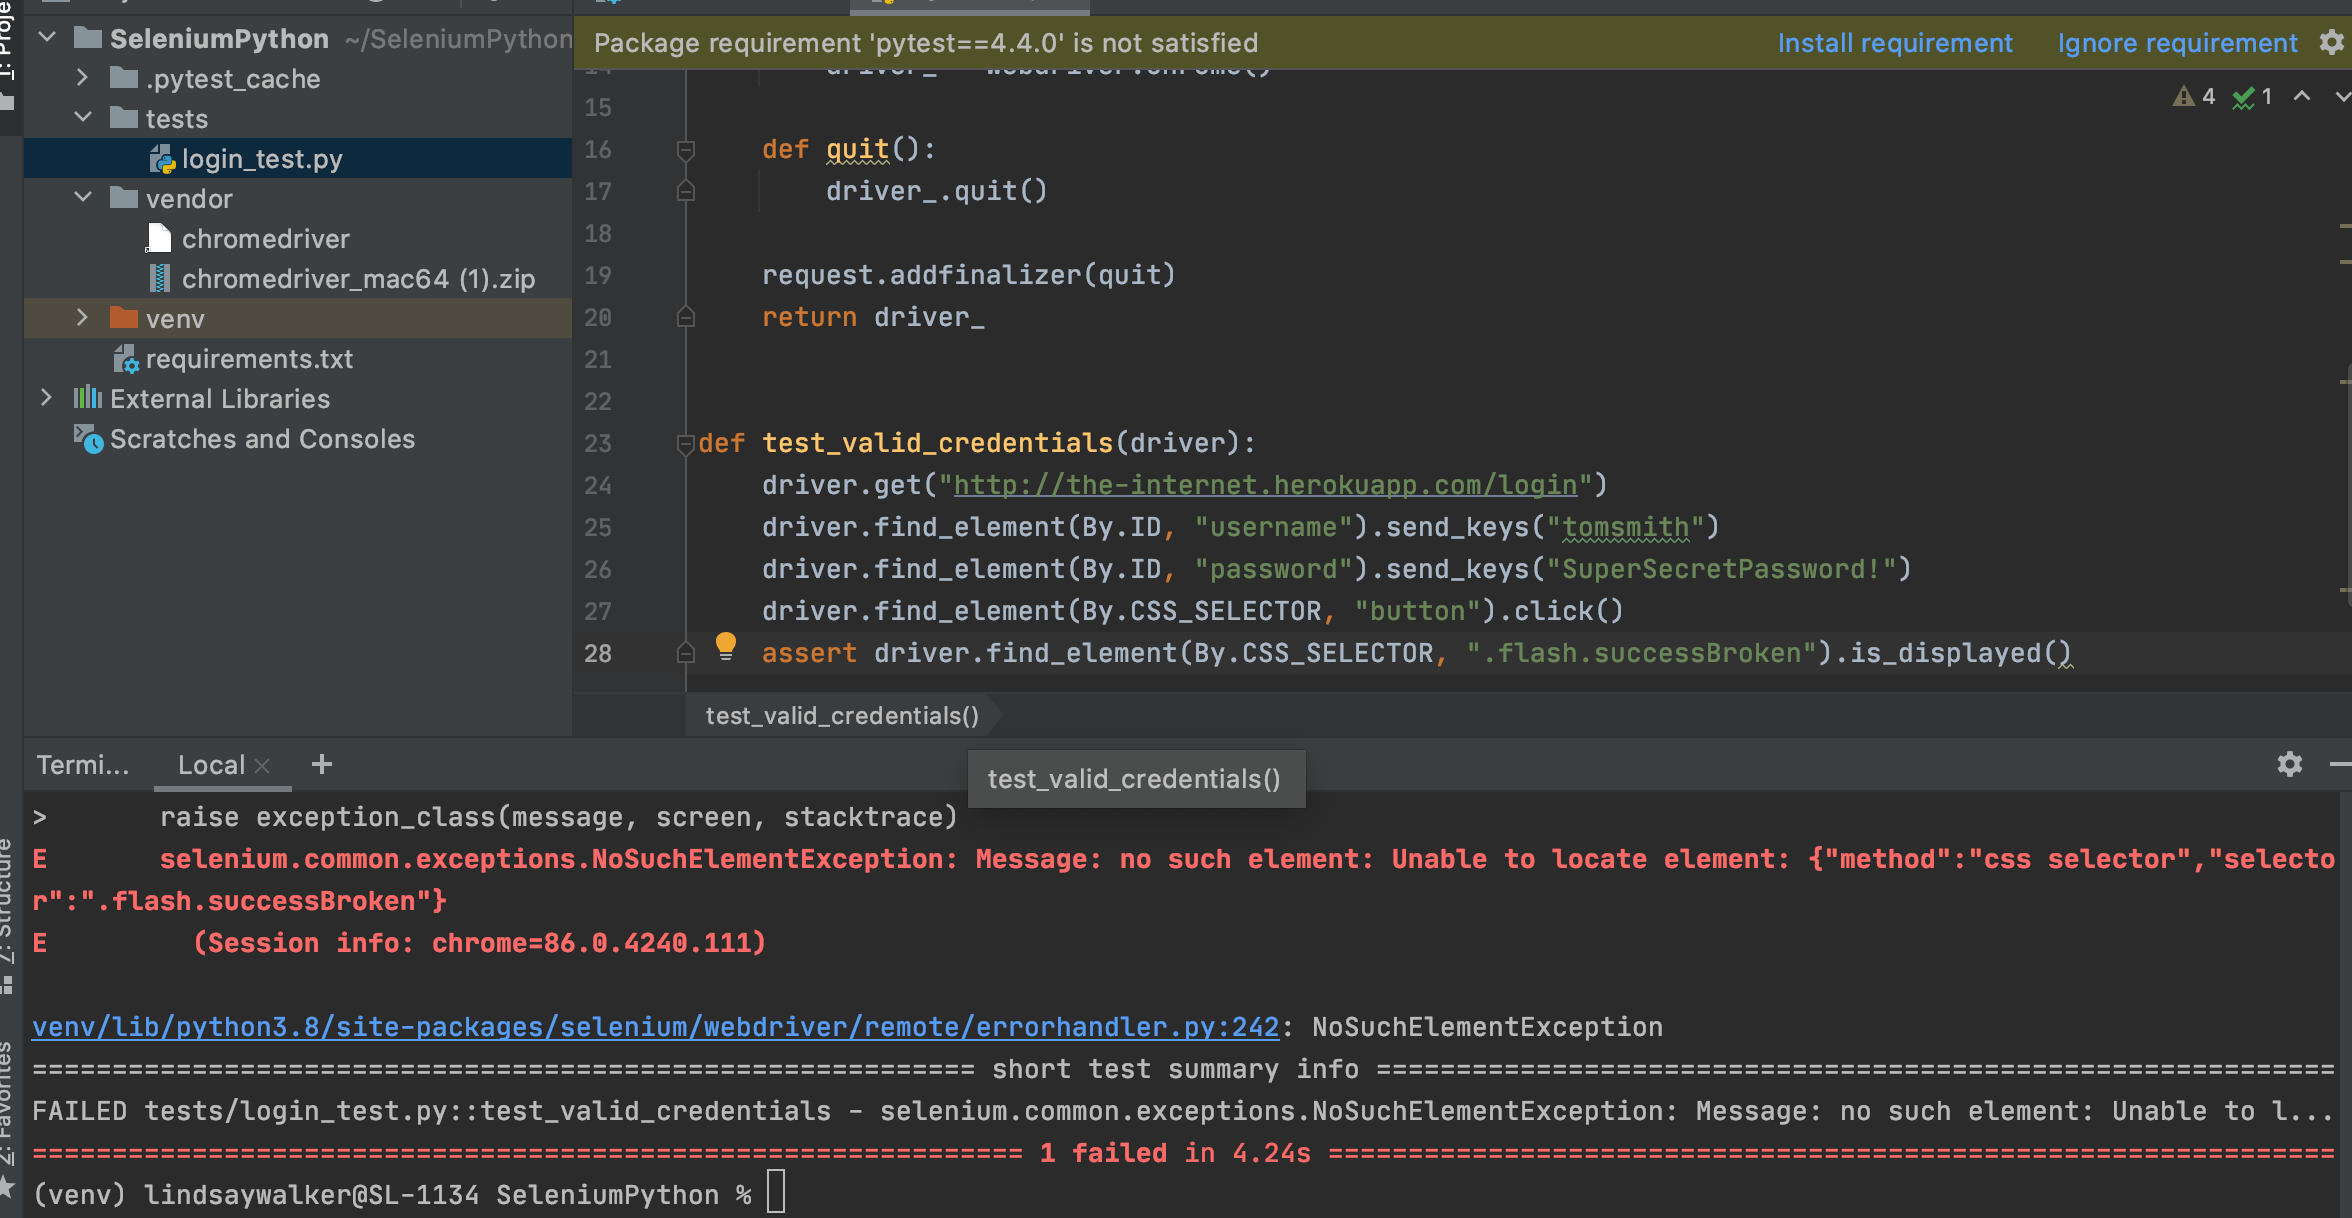 SeleniumPython ~/SeleniumPython
.pytest_cache
tests
login_test.py
vendor
chromedriver
chromedriver_mac64 (1).zip
venv
requirements.txt
External Libraries
Scratches and Consoles
Package requirement 'pytest==4.4.0' is not satisfied
Install requirement
Ignore requirement
4 1
15
16 def quit():
17 driver_.quit()
18
19 request.addfinalizer(quit)
20 return driver_
21
22
23 def test_valid_credentials(driver):
24 driver.get("http://the-internet.herokuapp.com/login")
25 driver.find_element(By.ID, "username").send_keys("tomsmith")
26 driver.find_element(By.ID, "password").send_keys("SuperSecretPassword!")
27 driver.find_element(By.CSS_SELECTOR, "button").click()
28 assert driver.find_element(By.CSS_SELECTOR, ".flash.successBroken").is_displayed()
test_valid_credentials()
Termi... Local × +
test_valid_credentials()
> raise exception_class(message, screen, stacktrace)
E selenium.common.exceptions.NoSuchElementException: Message: no such element: Unable to locate element: {"method":"css selector","selecto
r":".flash.successBroken"}
E (Session info: chrome=86.0.4240.111)
venv/lib/python3.8/site-packages/selenium/webdriver/remote/errorhandler.py:242: NoSuchElementException
=========================================================== short test summary info ============================================================
FAILED tests/login_test.py::test_valid_credentials - selenium.common.exceptions.NoSuchElementException: Message: no such element: Unable to l...
============================================================== 1 failed in 4.24s ===============================================================
(venv) lindsaywalker@SL-1134 SeleniumPython %
7: Structure
2: Favorites